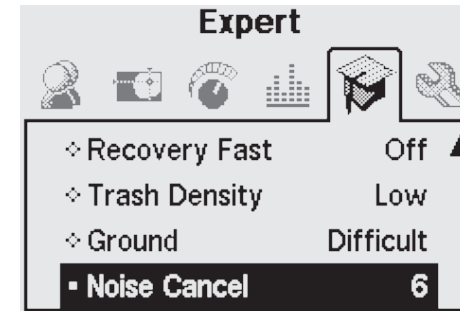 Expert
Recovery Fast Off
Trash Density Low
Ground Difficult
Noise Cancel 6